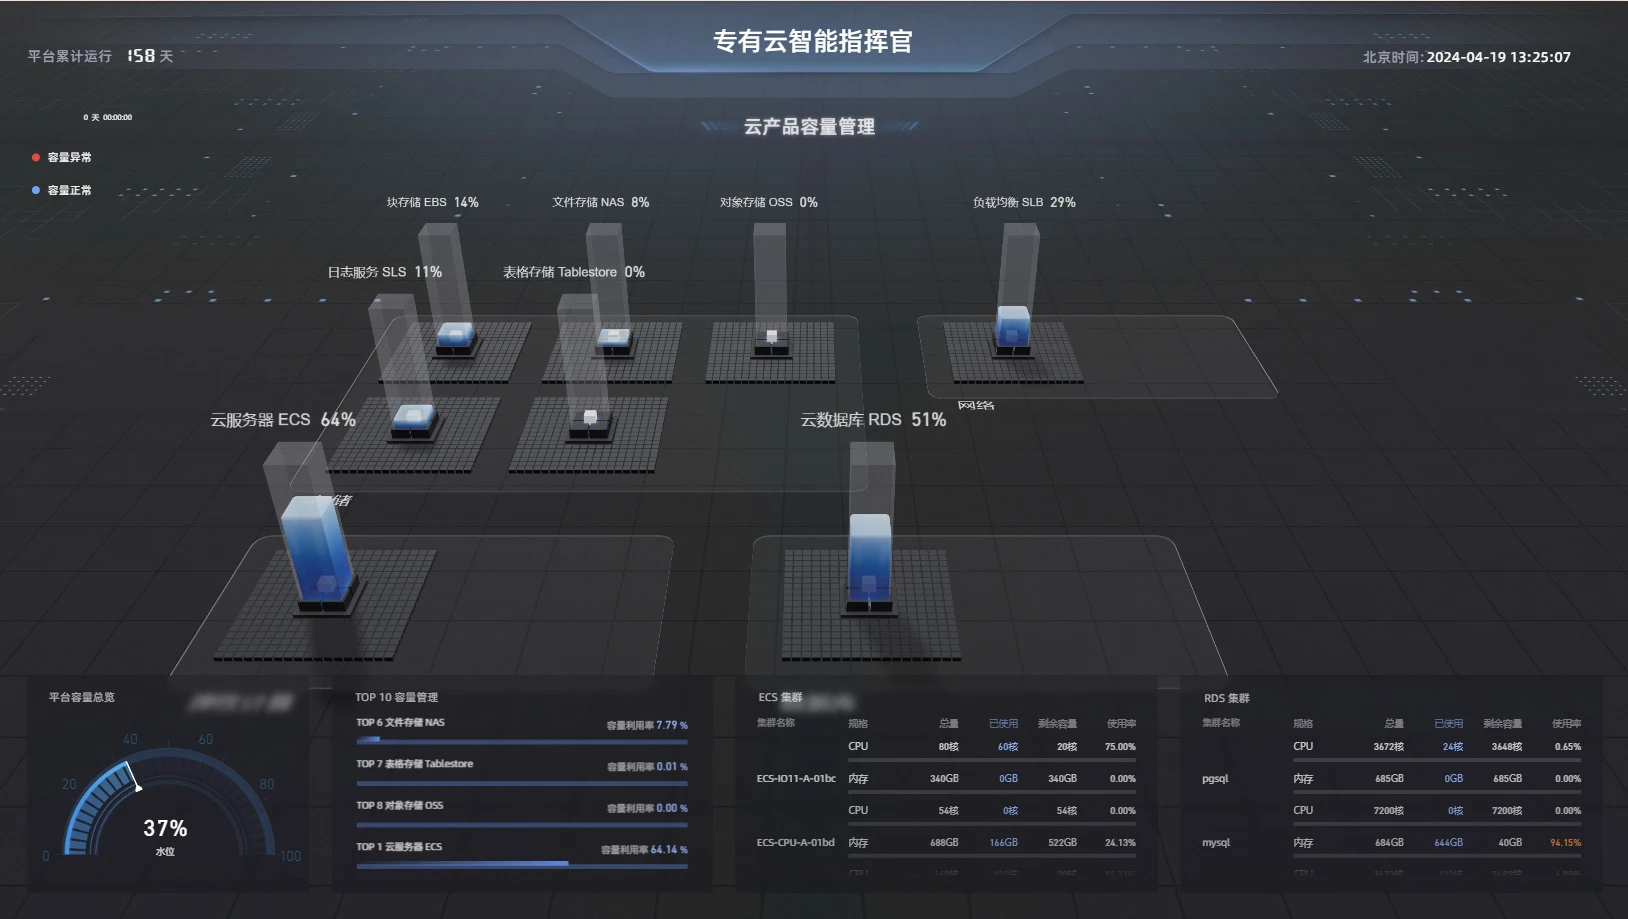 专有云智能指挥官
平台累计运行 158 天
北京时间: 2024-04-19 13:25:07
0 天 00:00:00
云产品容量管理
容量异常
容量正常
块存储 EBS 14%
文件存储 NAS 8%
对象存储 OSS 0%
负载均衡 SLB 29%
日志服务 SLS 11%
表格存储 Tablestore 0%
网络
云服务器 ECS 64%
云数据库 RDS 51%
储
平台容量总览
0
20
40
60
80
100
37%
水位
TOP 10 容量管理
TOP 6 文件存储 NAS 容量利用率 7.79 %
TOP 7 表格存储 Tablestore 容量利用率 0.01 %
TOP 8 对象存储 OSS 容量利用率 0.00 %
TOP 1 云服务器 ECS 容量利用率 64.14 %
ECS 集群
集群名称 规格 总量 已使用 剩余容量 使用率
CPU 80核 60核 20核 75.00%
ECS-IO11-A-01bc 内存 340GB 0GB 340GB 0.00%
CPU 54核 0核 54核 0.00%
ECS-CPU-A-01bd 内存 688GB 166GB 522GB 24.13%
RDS 集群
集群名称 规格 总量 已使用 剩余容量 使用率
CPU 3672核 24核 3648核 0.65%
pgsql 内存 685GB 0GB 685GB 0.00%
CPU 7200核 0核 7200核 0.00%
mysql 内存 684GB 644GB 40GB 94.15%